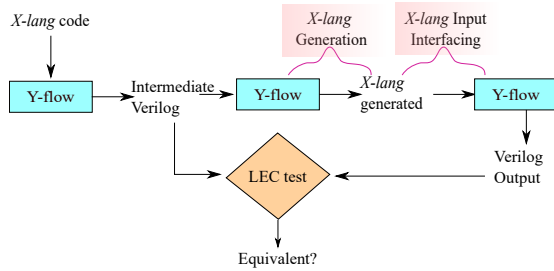 X-lang code
X-lang
Generation
X-lang Input
Interfacing
Y-flow
Intermediate
Verilog
Y-flow
X-lang
generated
Y-flow
LEC test
Verilog
Output
Equivalent?